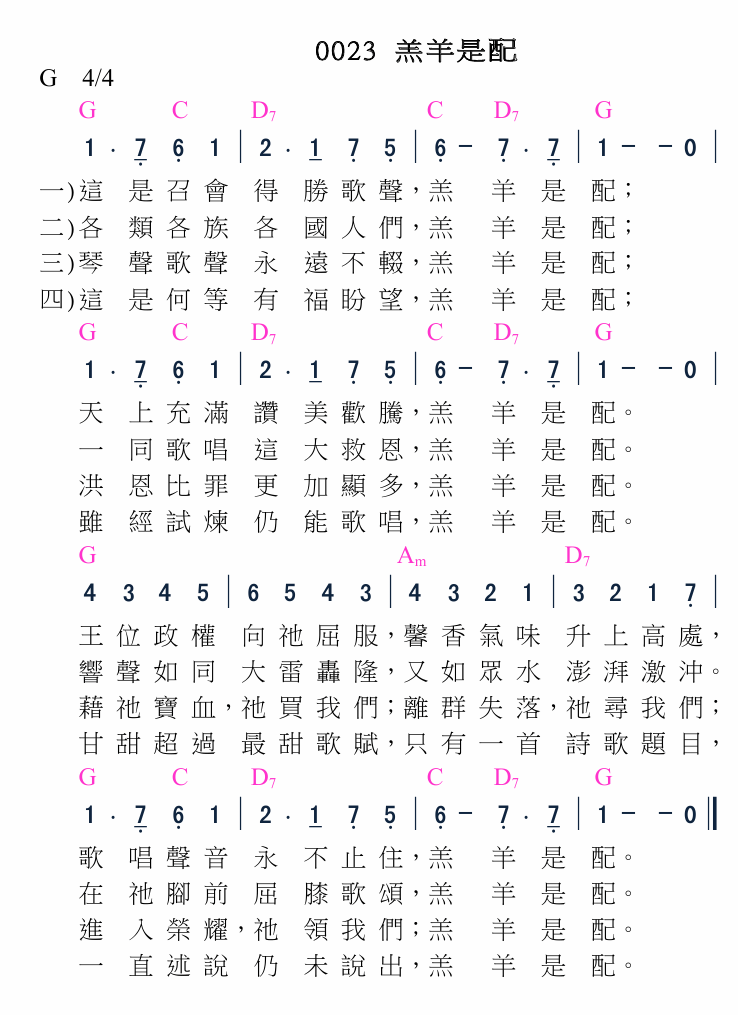 0023 羔羊是配
G 4/4
G C D7 C D7 G
1 · 7 6 1 | 2 · 1 7 5 | 6 – 7 · 7 | 1 – – 0 |
一)這是召會得勝歌聲，羔羊是配；
二)各類各族各國人們，羔羊是配；
三)琴聲歌聲永遠不輟，羔羊是配；
四)這是何等有福盼望，羔羊是配；
G C D7 C D7 G
1 · 7 6 1 | 2 · 1 7 5 | 6 – 7 · 7 | 1 – – 0 |
天上充滿讚美歡騰，羔羊是配。
一同歌唱這大救恩，羔羊是配。
洪恩比罪更加顯多，羔羊是配。
雖經試煉仍能歌唱，羔羊是配。
G Am D7
4 3 4 5 | 6 5 4 3 | 4 3 2 1 | 3 2 1 7 |
王位政權向祂屈服，馨香氣味升上高處，
響聲如同大雷轟隆，又如眾水澎湃激沖。
藉祂寶血，祂買我們；離群失落，祂尋我們；
甘甜超過最甜歌賦，只有一首詩歌題目，
G C D7 C D7 G
1 · 7 6 1 | 2 · 1 7 5 | 6 – 7 · 7 | 1 – – 0 ‖
歌唱聲音永不止住，羔羊是配。
在祂腳前屈膝歌頌，羔羊是配。
進入榮耀，祂領我們；羔羊是配。
一直述說仍未說出，羔羊是配。